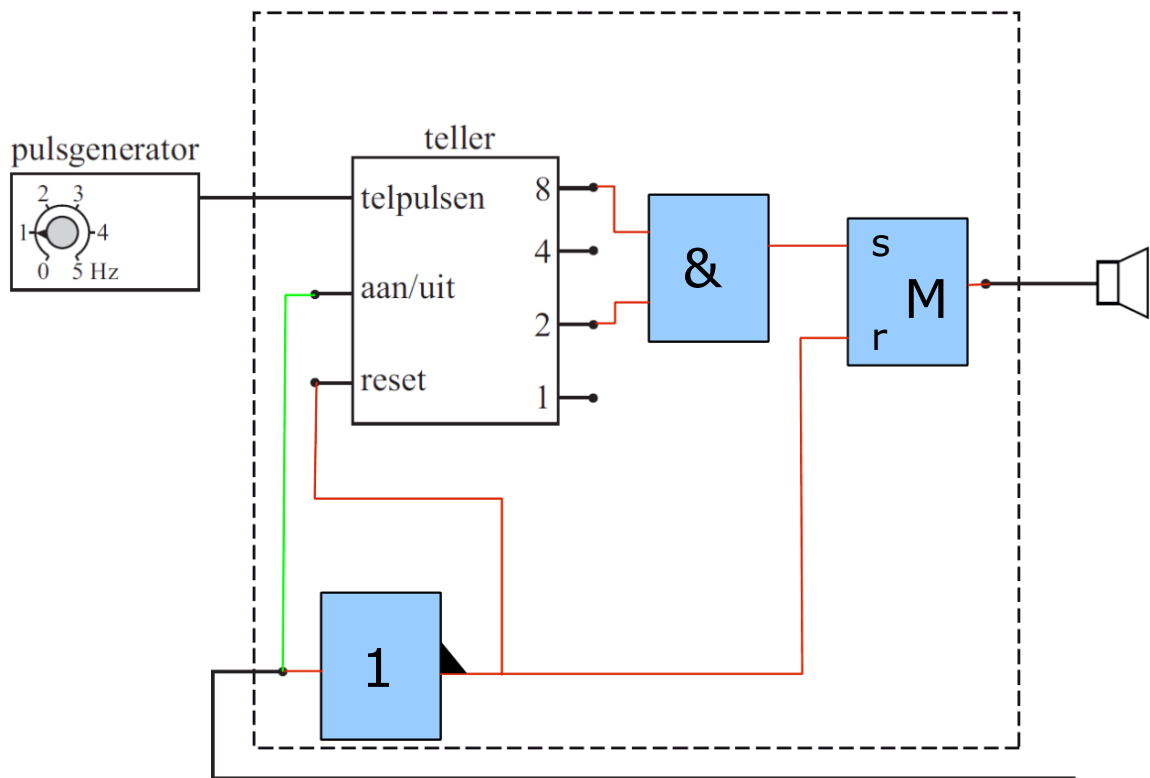 pulsgenerator
2 3
1 4
0 5 Hz
teller
telpulsen
aan/uit
reset
8
4
2
1
&
s
M
r
1